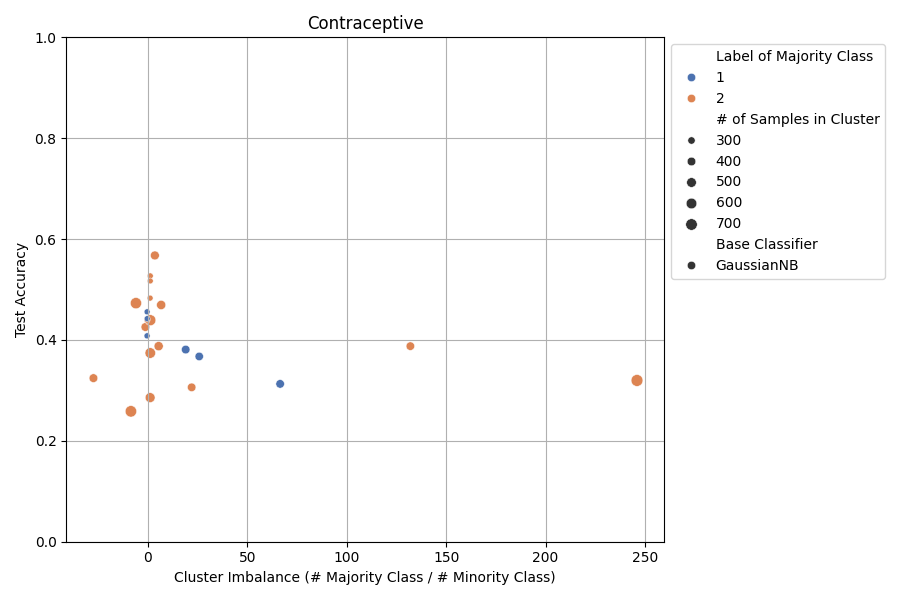 Contraceptive
1.0
0.8
0.6
0.4
0.2
0.0
Test Accuracy
0
50
100
150
200
250
Cluster Imbalance (# Majority Class / # Minority Class)
Label of Majority Class
1
2
# of Samples in Cluster
300
400
500
600
700
Base Classifier
GaussianNB